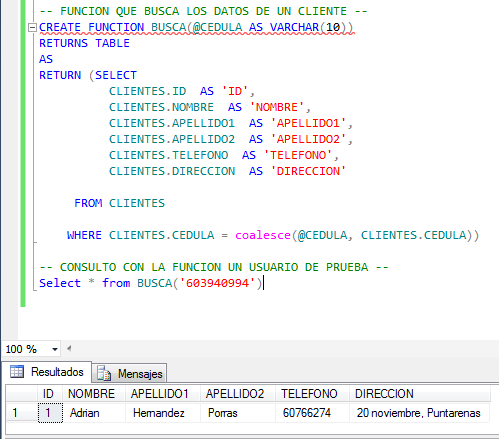 -- FUNCION QUE BUSCA LOS DATOS DE UN CLIENTE --
CREATE FUNCTION BUSCA(@CEDULA AS VARCHAR(10))
RETURNS TABLE
AS
RETURN (SELECT
CLIENTES.ID AS 'ID',
CLIENTES.NOMBRE AS 'NOMBRE',
CLIENTES.APELLIDO1 AS 'APELLIDO1',
CLIENTES.APELLIDO2 AS 'APELLIDO2',
CLIENTES.TELEFONO AS 'TELEFONO',
CLIENTES.DIRECCION AS 'DIRECCION'
FROM CLIENTES
WHERE CLIENTES.CEDULA = coalesce(@CEDULA, CLIENTES.CEDULA))
-- CONSULTO CON LA FUNCION UN USUARIO DE PRUEBA --
Select * from BUSCA('603940994')
100 %
Resultados Mensajes
ID NOMBRE APELLIDO1 APELLIDO2 TELEFONO DIRECCION
1 1 Adrian Hernandez Porras 60766274 20 noviembre, Puntarenas